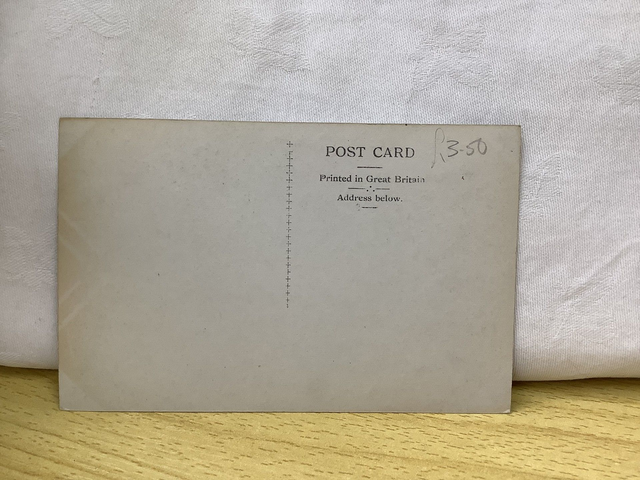 POST CARD £3-50
Printed in Great Britain
Address below.